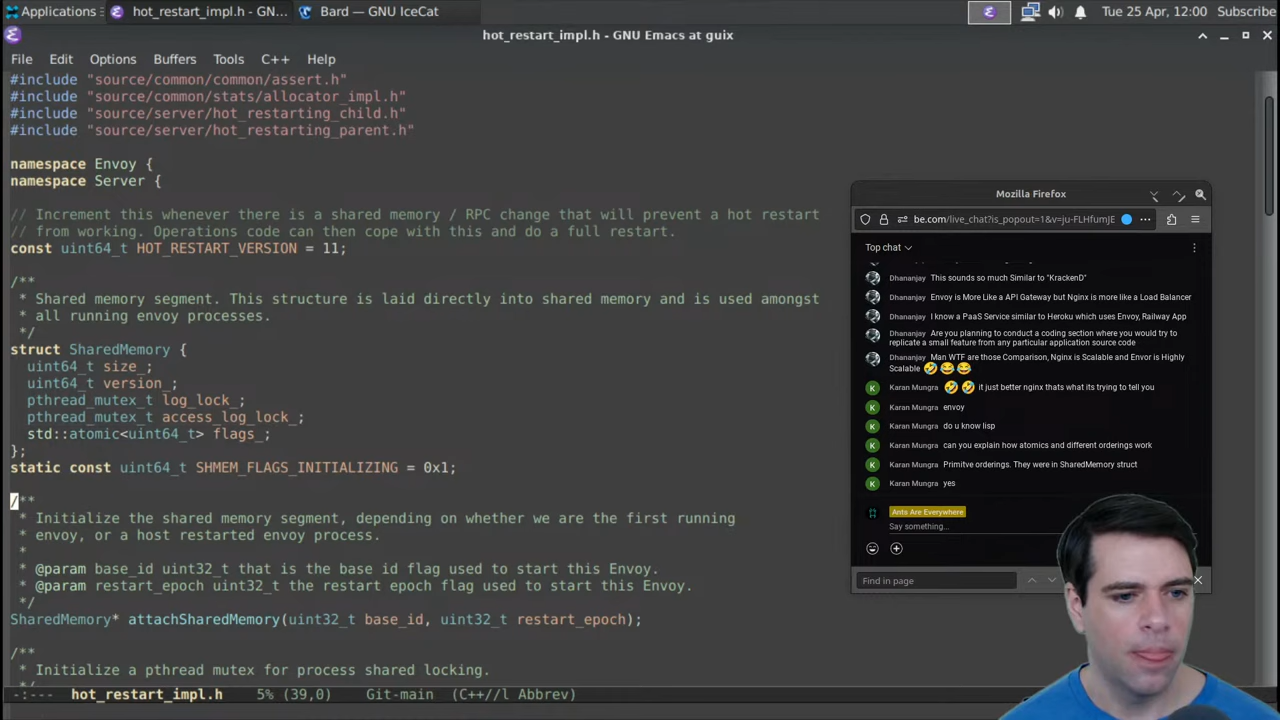 Applications
hot_restart_impl.h - GN...
Bard — GNU IceCat
Tue 25 Apr, 12:00
Subscribe
hot_restart_impl.h - GNU Emacs at guix
File Edit Options Buffers Tools C++ Help
#include "source/common/common/assert.h"
#include "source/common/stats/allocator_impl.h"
#include "source/server/hot_restarting_child.h"
#include "source/server/hot_restarting_parent.h"
namespace Envoy {
namespace Server {
// Increment this whenever there is a shared memory / RPC change that will prevent a hot restart
// from working. Operations code can then cope with this and do a full restart.
const uint64_t HOT_RESTART_VERSION = 11;
/**
* Shared memory segment. This structure is laid directly into shared memory and is used amongst
* all running envoy processes.
*/
struct SharedMemory {
uint64_t size_;
uint64_t version_;
pthread_mutex_t log_lock_;
pthread_mutex_t access_log_lock_;
std::atomic<uint64_t> flags_;
};
static const uint64_t SHMEM_FLAGS_INITIALIZING = 0x1;
/**
* Initialize the shared memory segment, depending on whether we are the first running
* envoy, or a host restarted envoy process.
*
* @param base_id uint32_t that is the base id flag used to start this Envoy.
* @param restart_epoch uint32_t the restart epoch flag used to start this Envoy.
*/
SharedMemory* attachSharedMemory(uint32_t base_id, uint32_t restart_epoch);
/**
* Initialize a pthread mutex for process shared locking.
-:--- hot_restart_impl.h 5% (39,0) Git-main (C++//l Abbrev)
Mozilla Firefox
be.com/live_chat?is_popout=1&v=ju-FLHfumJE
Top chat
Dhananjay This sounds so much Similar to "KrackenD"
Dhananjay Envoy is More Like a API Gateway but Nginx is more like a Load Balancer
Dhananjay I know a PaaS Service similar to Heroku which uses Envoy, Railway App
Dhananjay Are you planning to conduct a coding section where you would try to
replicate a small feature from any particular application source code
Dhananjay Man WTF are those Comparison, Nginx is Scalable and Envor is Highly
Scalable 🤣😂😂
Karan Mungra 🤣🤣 it just better nginx thats what its trying to tell you
Karan Mungra envoy
Karan Mungra do u know lisp
Karan Mungra can you explain how atomics and different orderings work
Karan Mungra Primitve orderings. They were in SharedMemory struct
Karan Mungra yes
Ants Are Everywhere
Say something...
Find in page